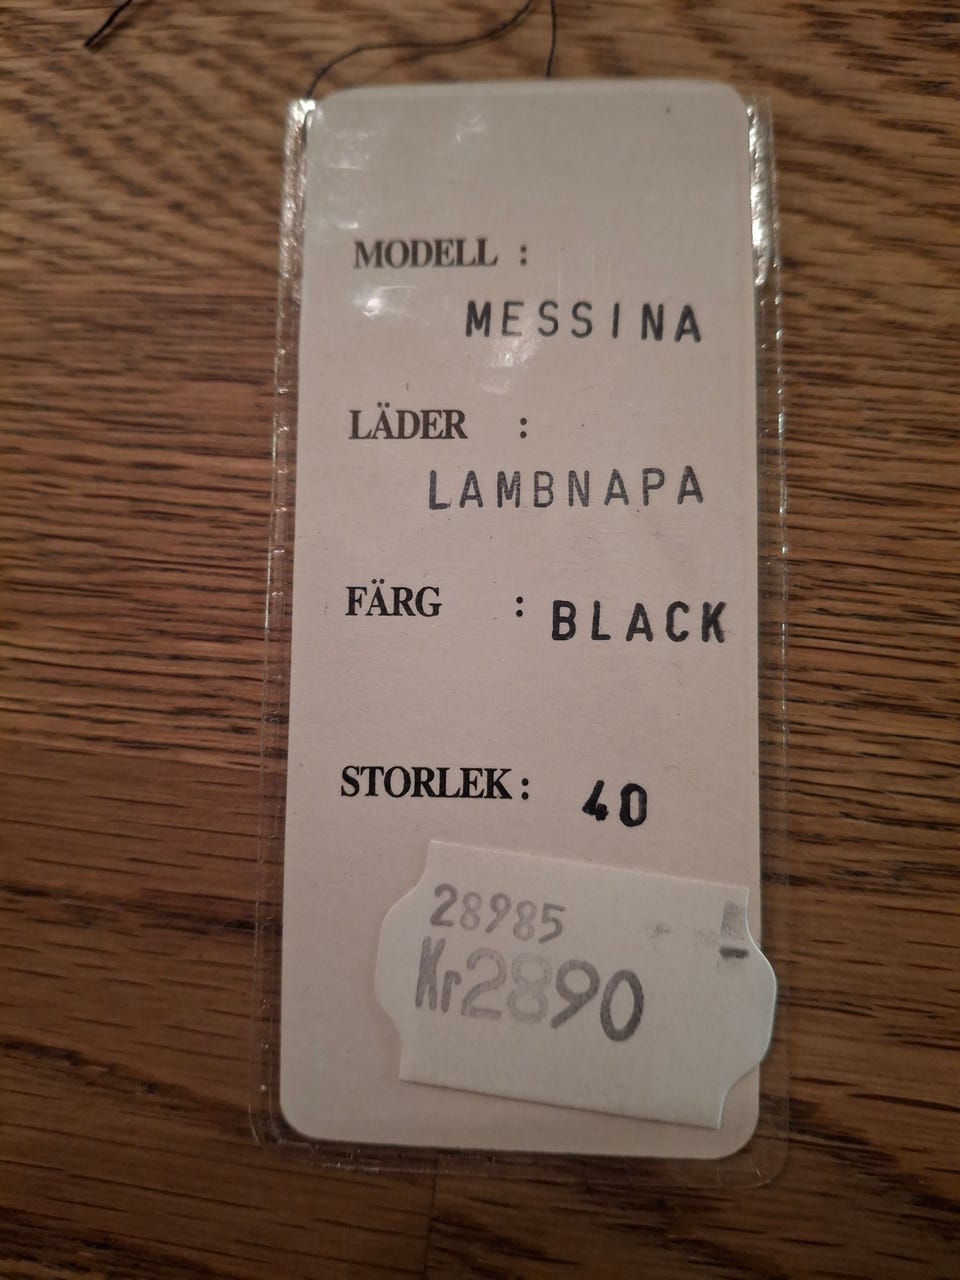 MODELL :
MESSINA
LÄDER :
LAMBNAPA
FÄRG : BLACK
STORLEK : 40
28985
Kr2890